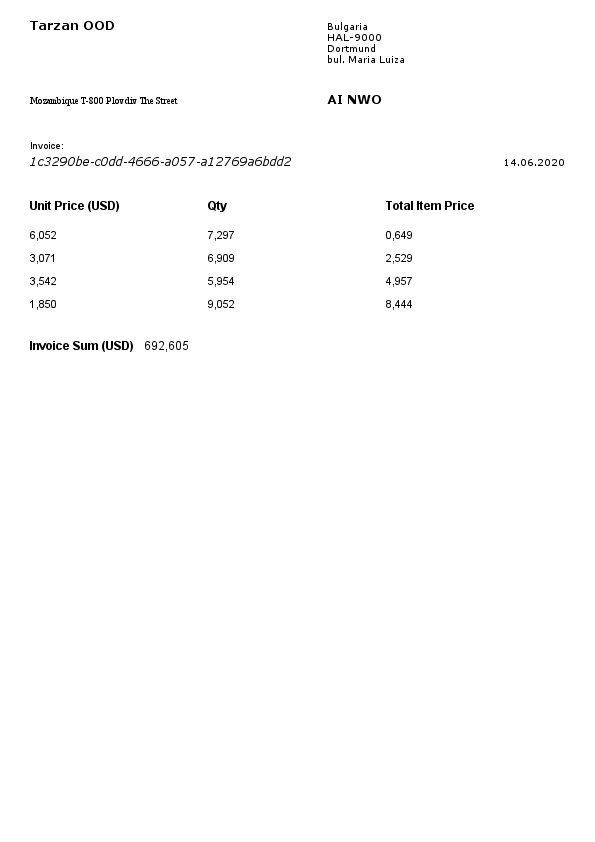 Tarzan OOD
Bulgaria
HAL-9000
Dortmund
bul. Maria Luiza
Mozambique T-800 Plovdiv The Street
AI NWO
Invoice:
1c3290be-c0dd-4666-a057-a12769a6bdd2
14.06.2020
Unit Price (USD) Qty Total Item Price
6,052 7,297 0,649
3,071 6,909 2,529
3,542 5,954 4,957
1,850 9,052 8,444
Invoice Sum (USD) 692,605